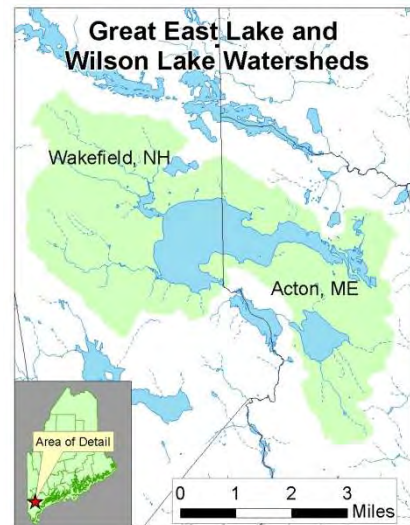 Great East Lake and
Wilson Lake Watersheds
Wakefield, NH
Acton, ME
Area of Detail
0 1 2 3
Miles